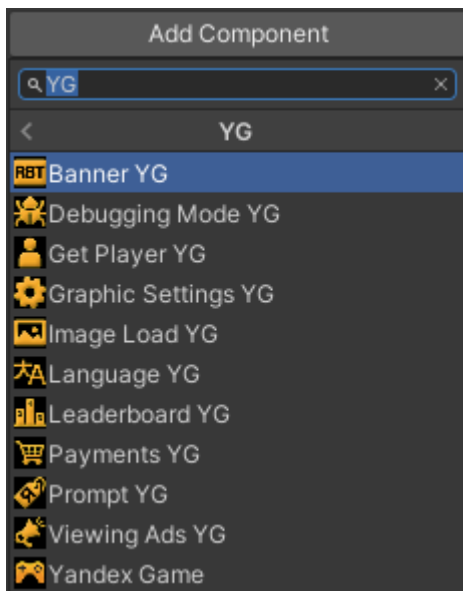 Add Component
YG
YG
RBT Banner YG
Debugging Mode YG
Get Player YG
Graphic Settings YG
Image Load YG
Language YG
Leaderboard YG
Payments YG
Prompt YG
Viewing Ads YG
Yandex Game